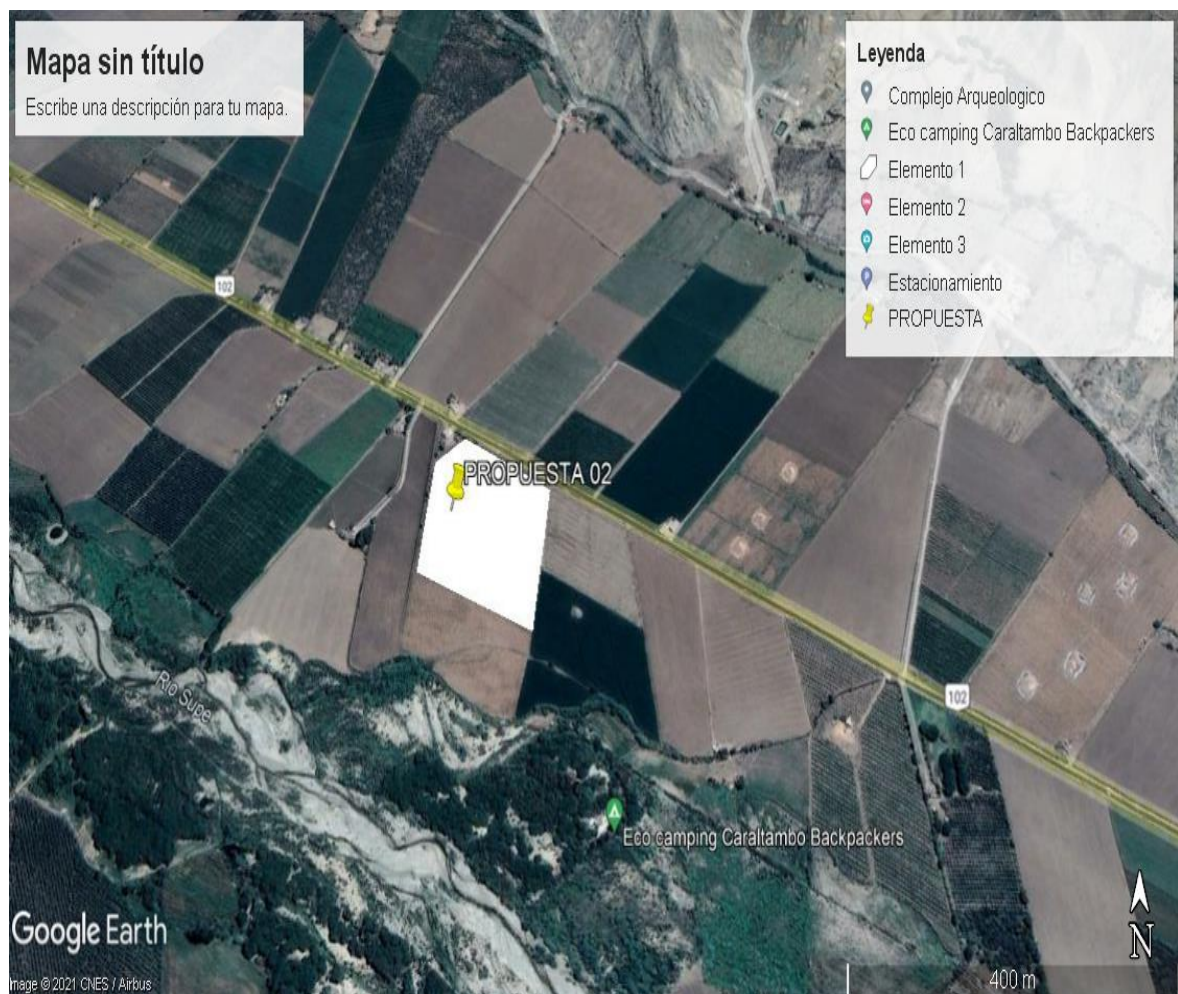 Mapa sin título
Escribe una descripción para tu mapa.
Leyenda
Complejo Arqueologico
Eco camping Caraltambo Backpackers
Elemento 1
Elemento 2
Elemento 3
Estacionamiento
PROPUESTA
102
PROPUESTA 02
102
Rio Supe
Eco camping Caraltambo Backpackers
Google Earth
Image © 2021 CNES / Airbus
N
400 m